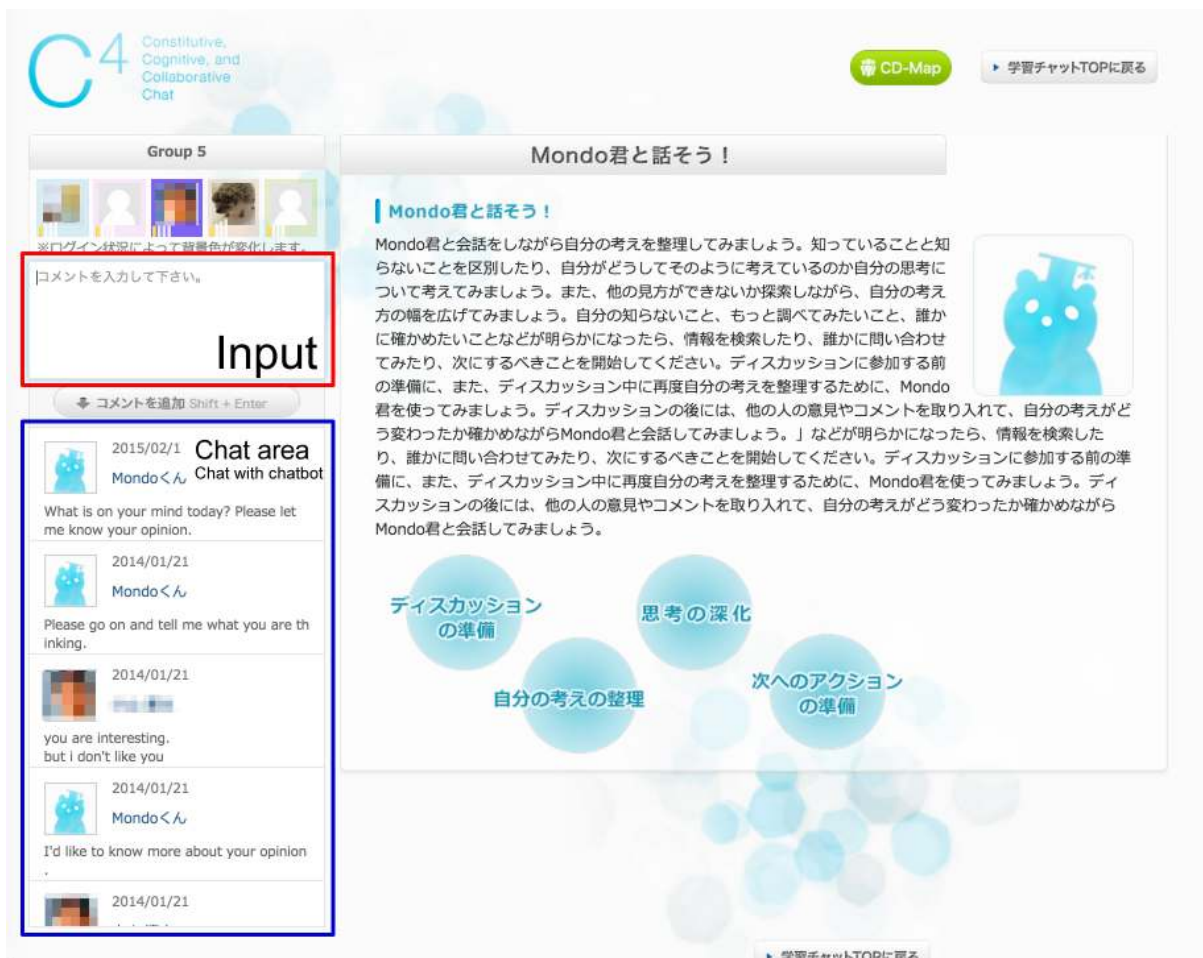 C4
Constitutive,
Cognitive, and
Collaborative
Chat
CD-Map
学習チャットTOPに戻る
Group 5
※ログイン状況によって背景色が変化します。
コメントを入力して下さい。
Input
コメントを追加 Shift + Enter
2015/02/1
Chat area
Mondoくん
Chat with chatbot
What is on your mind today? Please let
me know your opinion.
2014/01/21
Mondoくん
Please go on and tell me what you are th
inking.
2014/01/21
you are interesting.
but i don't like you
2014/01/21
Mondoくん
I'd like to know more about your opinion
.
2014/01/21
Mondo君と話そう！
Mondo君と話そう！
Mondo君と会話をしながら自分の考えを整理してみましょう。知っていることと知
らないことを区別したり、自分がどうしてそのように考えているのか自分の思考に
ついて考えてみましょう。また、他の見方ができないか探索しながら、自分の考え
方の幅を広げてみましょう。自分の知らないこと、もっと調べてみたいこと、誰か
に確かめたいことなどが明らかになったら、情報を検索したり、誰かに問い合わせ
てみたり、次にするべきことを開始してください。ディスカッションに参加する前
の準備に、また、ディスカッション中に再度自分の考えを整理するために、Mondo
君を使ってみましょう。ディスカッションの後には、他の人の意見やコメントを取り入れて、自分の考えがど
う変わったか確かめながらMondo君と会話してみましょう。」などが明らかになったら、情報を検索した
り、誰かに問い合わせてみたり、次にするべきことを開始してください。ディスカッションに参加する前の準
備に、また、ディスカッション中に再度自分の考えを整理するために、Mondo君を使ってみましょう。ディ
スカッションの後には、他の人の意見やコメントを取り入れて、自分の考えがどう変わったか確かめながら
Mondo君と会話してみましょう。
ディスカッション
の準備
思考の深化
自分の考えの整理
次へのアクション
の準備
学習チャットTOPに戻る